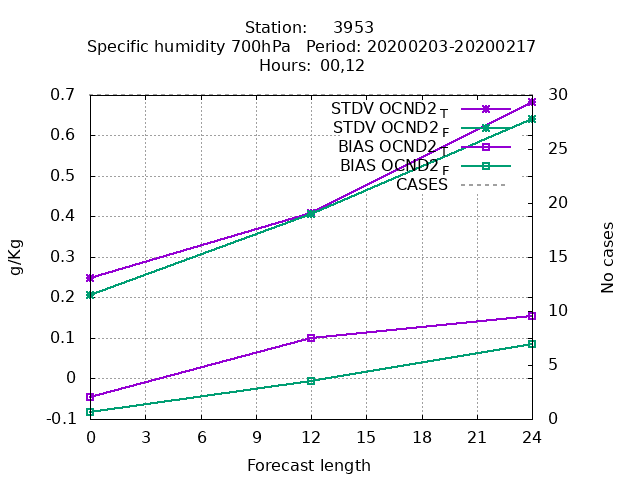 Station: 3953
Specific humidity 700hPa Period: 20200203-20200217
Hours: 00,12
STDV OCND2 T
STDV OCND2 F
BIAS OCND2 T
BIAS OCND2 F
CASES
g/Kg
0.7
0.6
0.5
0.4
0.3
0.2
0.1
0
-0.1
No cases
30
25
20
15
10
5
0
0 3 6 9 12 15 18 21 24
Forecast length